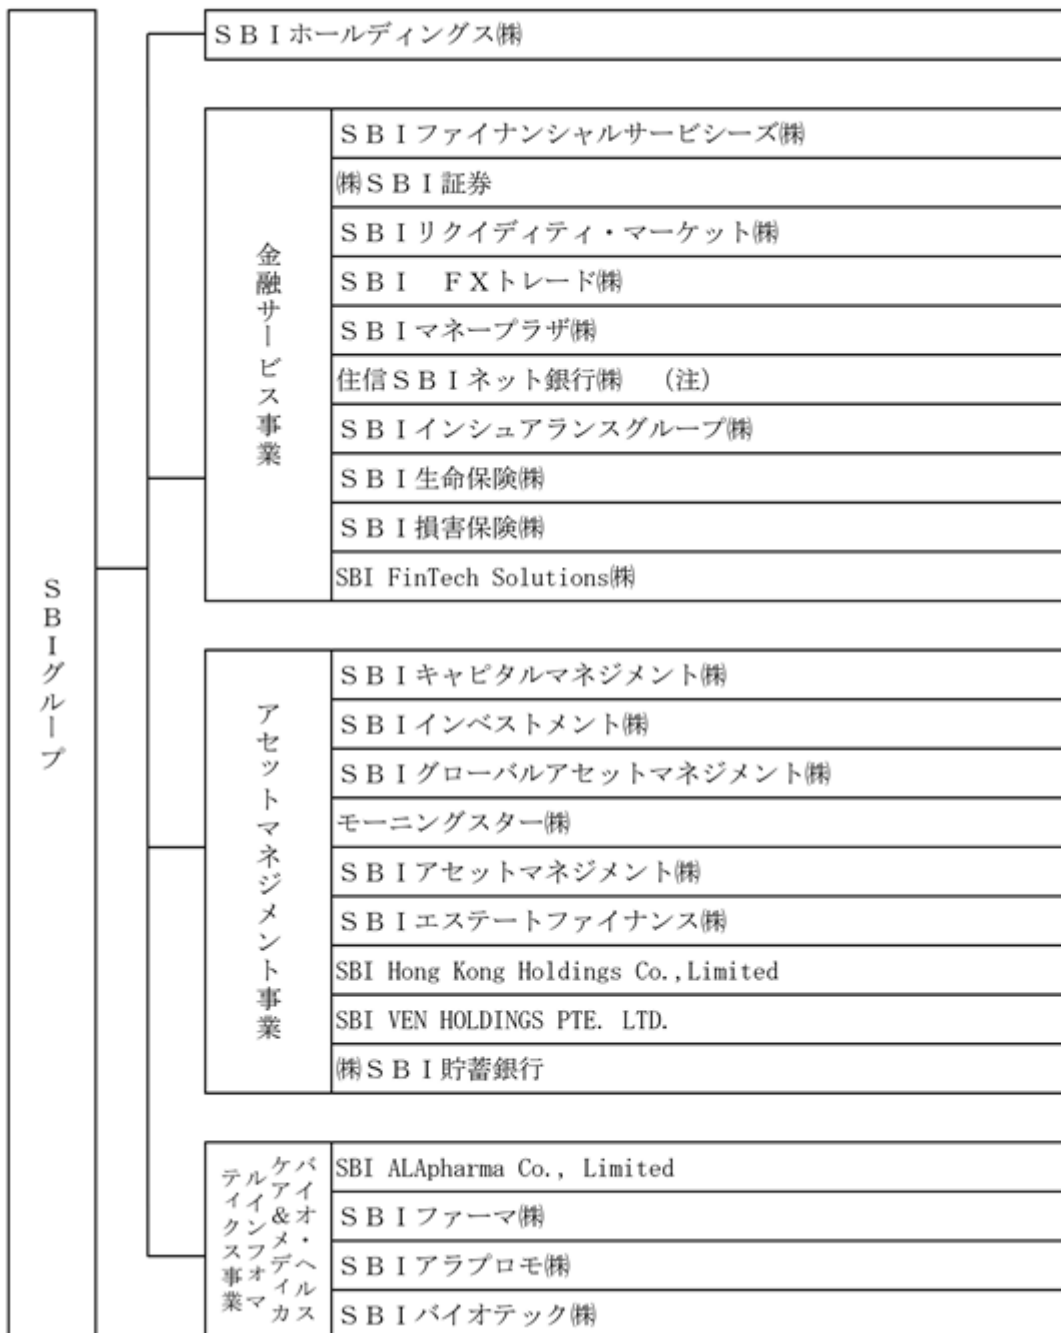 SBIグループ
SBIホールディングス㈱
金融サービス事業
SBIファイナンシャルサービシーズ㈱
㈱SBI証券
SBIリクイディティ・マーケット㈱
SBI FXトレード㈱
SBIマネープラザ㈱
住信SBIネット銀行㈱ (注)
SBIインシュアランスグループ㈱
SBI生命保険㈱
SBI損害保険㈱
SBI FinTech Solutions㈱
アセットマネジメント事業
SBIキャピタルマネジメント㈱
SBIインベストメント㈱
SBIグローバルアセットマネジメント㈱
モーニングスター㈱
SBIアセットマネジメント㈱
SBIエステートファイナンス㈱
SBI Hong Kong Holdings Co.,Limited
SBI VEN HOLDINGS PTE. LTD.
㈱SBI貯蓄銀行
バイオ・ヘルス
ケア&メディカ
ルインフォマ
ティクス事業
SBI ALApharma Co., Limited
SBIファーマ㈱
SBIアラプロモ㈱
SBIバイオテック㈱